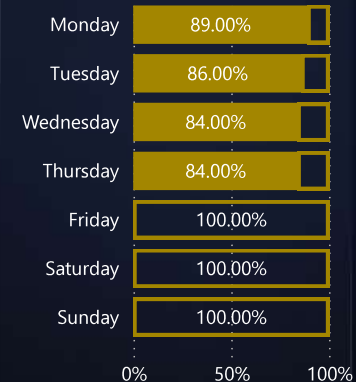 Monday 89.00%
Tuesday 86.00%
Wednesday 84.00%
Thursday 84.00%
Friday 100.00%
Saturday 100.00%
Sunday 100.00%
0% 50% 100%